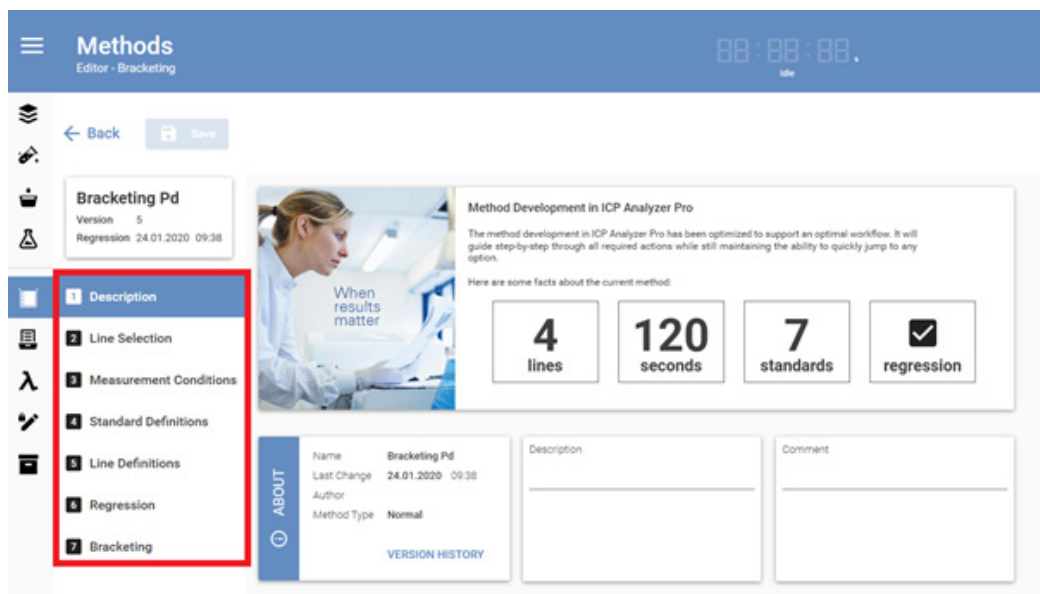 Methods
Editor - Bracketing
88:88:88.
Idle
Back
Save
Bracketing Pd
Version 5
Regression 24.01.2020 09:38
1 Description
2 Line Selection
3 Measurement Conditions
4 Standard Definitions
5 Line Definitions
6 Regression
7 Bracketing
When
results
matter
Method Development in ICP Analyzer Pro
The method development in ICP Analyzer Pro has been optimized to support an optimal workflow. It will
guide step-by-step through all required actions while still maintaining the ability to quickly jump to any
option.
Here are some facts about the current method:
4
lines
120
seconds
7
standards
regression
ABOUT
Name Bracketing Pd
Last Change 24.01.2020 09:38
Author
Method Type Normal
VERSION HISTORY
Description
Comment